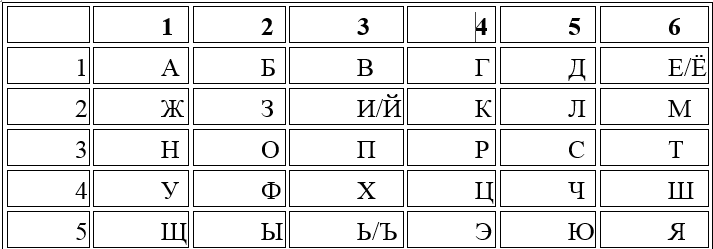 1 2 3 4 5 6
1 А Б В Г Д Е/Ё
2 Ж З И/Й К Л М
3 Н О П Р С Т
4 У Ф Х Ц Ч Ш
5 Щ Ы Ь/Ъ Э Ю Я